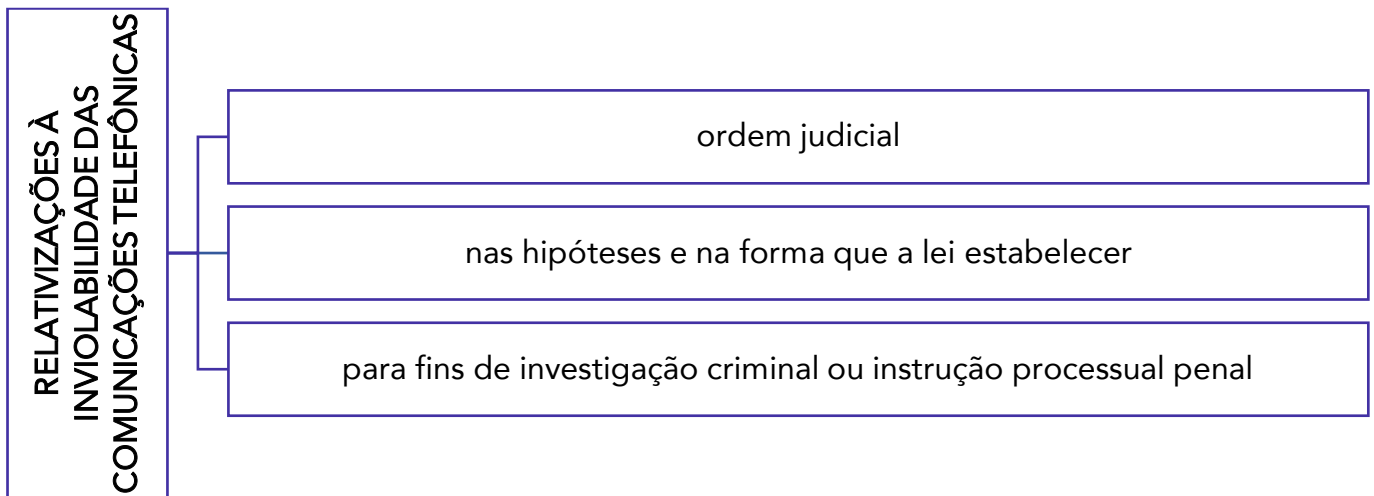 RELATIVIZAÇÕES À
INVIOLABILIDADE DAS
COMUNICAÇÕES TELEFÔNICAS
ordem judicial
nas hipóteses e na forma que a lei estabelecer
para fins de investigação criminal ou instrução processual penal